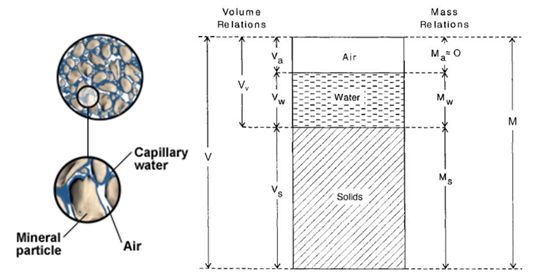 Volume
Relations
Mass
Relations
Va
Air
Ma≈O
Vv
Vw
Water
Mw
V
M
Vs
Solids
Ms
Capillary
water
Mineral
particle
Air